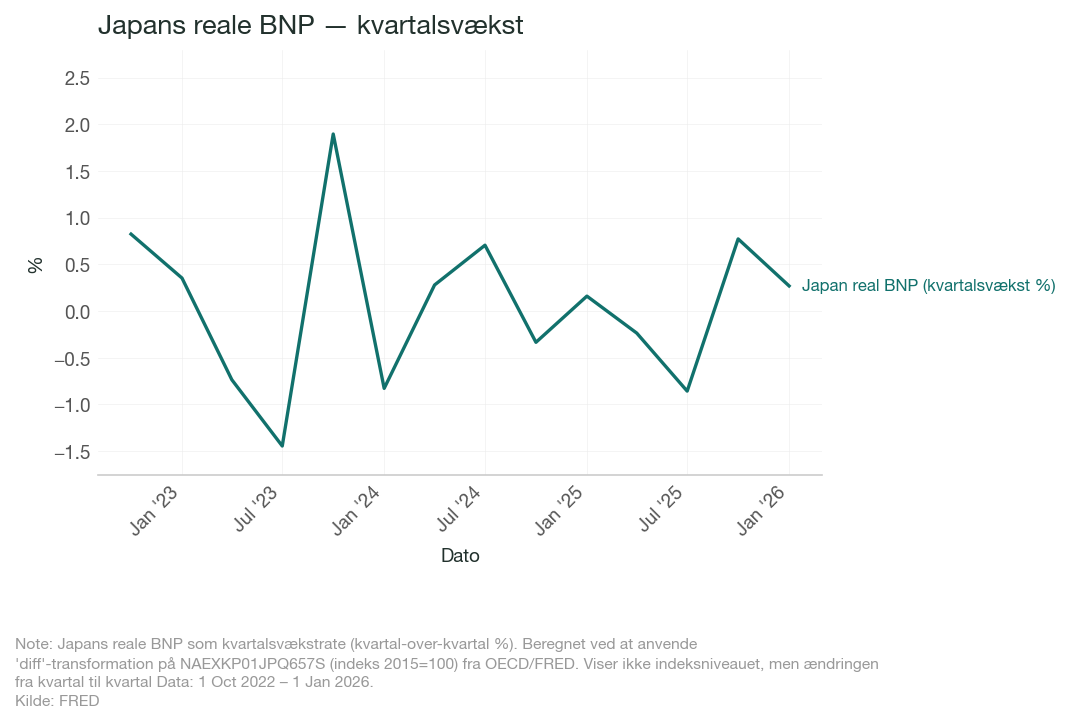 Japans reale BNP — kvartalsvækst
2.5
2.0
1.5
1.0
0.5
0.0
−0.5
−1.0
−1.5
%
Japan real BNP (kvartalsvækst %)
Jan '23
Jul '23
Jan '24
Jul '24
Jan '25
Jul '25
Jan '26
Dato
Note: Japans reale BNP som kvartalsvækstrate (kvartal-over-kvartal %). Beregnet ved at anvende
'diff'-transformation på NAEXKP01JPQ657S (indeks 2015=100) fra OECD/FRED. Viser ikke indeksniveauet, men ændringen
fra kvartal til kvartal Data: 1 Oct 2022 – 1 Jan 2026.
Kilde: FRED